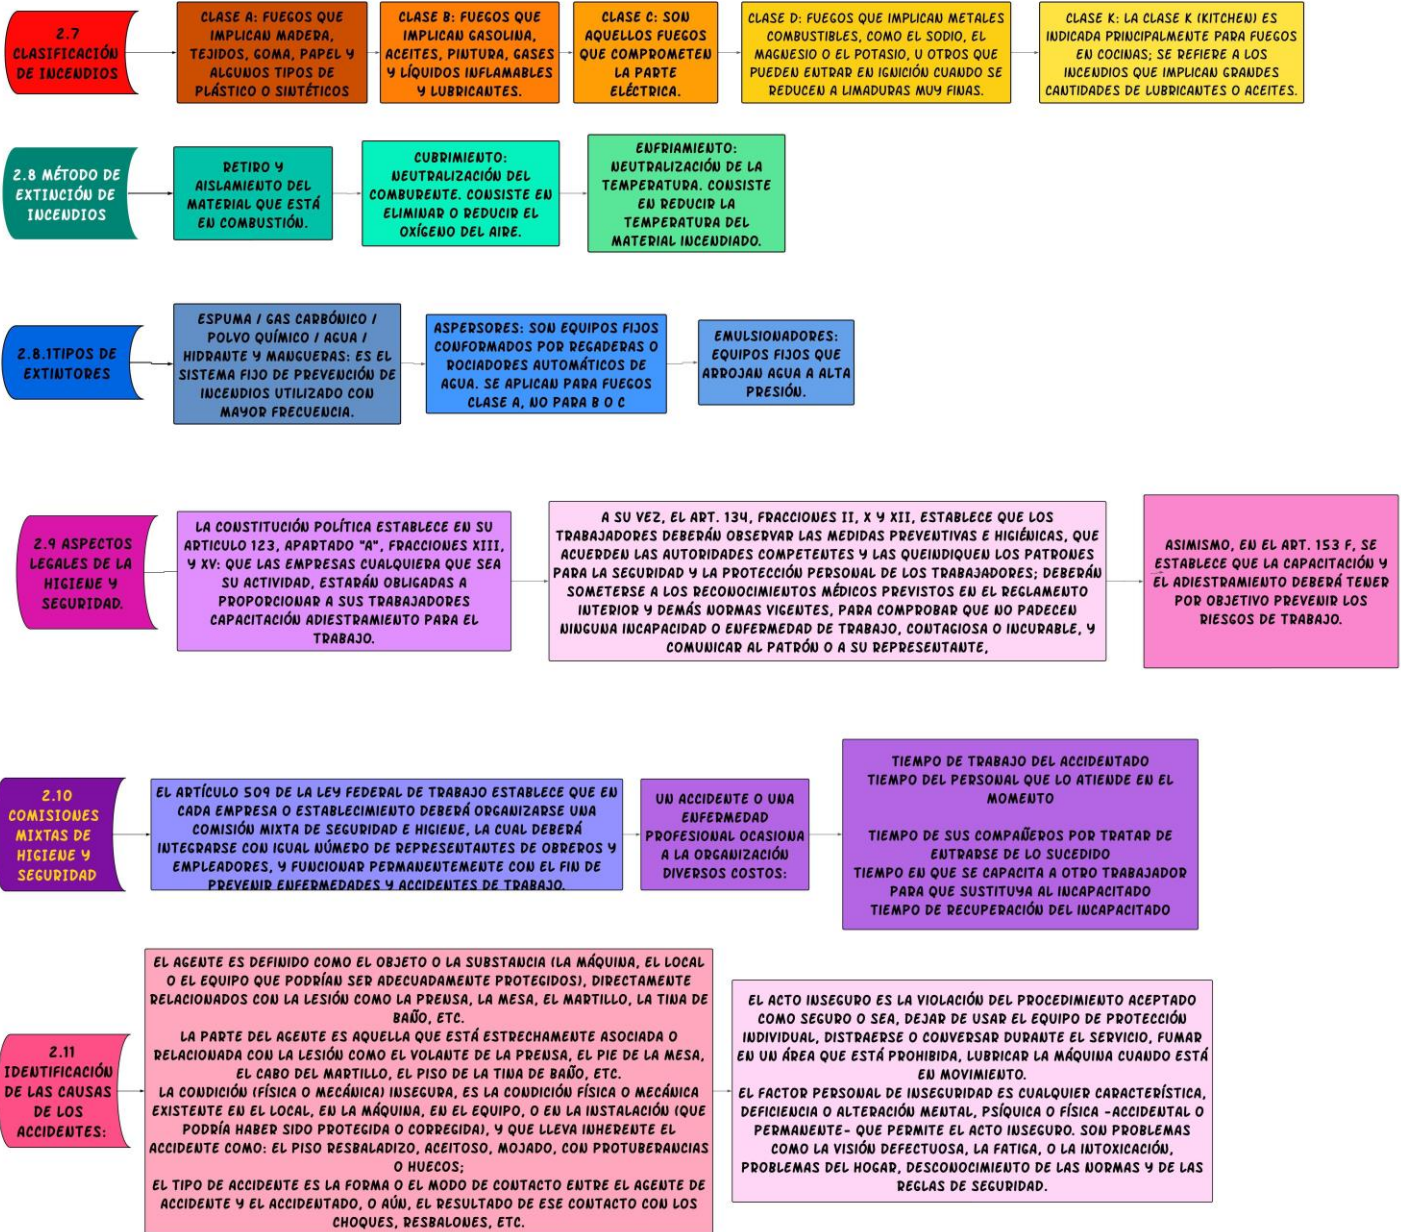 2.7
CLASIFICACIÓN
DE INCENDIOS
CLASE A: FUEGOS QUE
IMPLICAN MADERA,
TEJIDOS, GOMA, PAPEL Y
ALGUNOS TIPOS DE
PLÁSTICO O SINTÉTICOS
CLASE B: FUEGOS QUE
IMPLICAN GASOLINA,
ACEITES, PINTURA, GASES
Y LÍQUIDOS INFLAMABLES
Y LUBRICANTES.
CLASE C: SON
AQUELLOS FUEGOS
QUE COMPROMETEN
LA PARTE
ELÉCTRICA.
CLASE D: FUEGOS QUE IMPLICAN METALES
COMBUSTIBLES, COMO EL SODIO, EL
MAGNESIO O EL POTASIO, U OTROS QUE
PUEDEN ENTRAR EN IGNICIÓN CUANDO SE
REDUCEN A LIMADURAS MUY FINAS.
CLASE K: LA CLASE K (KITCHEN) ES
INDICADA PRINCIPALMENTE PARA FUEGOS
EN COCINAS; SE REFIERE A LOS
INCENDIOS QUE IMPLICAN GRANDES
CANTIDADES DE LUBRICANTES O ACEITES.
2.8 MÉTODO DE
EXTINCIÓN DE
INCENDIOS
RETIRO Y
AISLAMIENTO DEL
MATERIAL QUE ESTÁ
EN COMBUSTIÓN.
CUBRIMIENTO:
NEUTRALIZACIÓN DEL
COMBURENTE. CONSISTE EN
ELIMINAR O REDUCIR EL
OXÍGENO DEL AIRE.
ENFRIAMIENTO:
NEUTRALIZACIÓN DE LA
TEMPERATURA. CONSISTE
EN REDUCIR LA
TEMPERATURA DEL
MATERIAL INCENDIADO.
2.8.1TIPOS DE
EXTINTORES
ESPUMA / GAS CARBÓNICO /
POLVO QUÍMICO / AGUA /
HIDRANTE Y MANGUERAS: ES EL
SISTEMA FIJO DE PREVENCIÓN DE
INCENDIOS UTILIZADO CON
MAYOR FRECUENCIA.
ASPERSORES: SON EQUIPOS FIJOS
CONFORMADOS POR REGADERAS O
ROCIADORES AUTOMÁTICOS DE
AGUA. SE APLICAN PARA FUEGOS
CLASE A, NO PARA B O C
EMULSIONADORES:
EQUIPOS FIJOS QUE
ARROJAN AGUA A ALTA
PRESIÓN.
2.9 ASPECTOS
LEGALES DE LA
HIGIENE Y
SEGURIDAD.
LA CONSTITUCIÓN POLÍTICA ESTABLECE EN SU
ARTICULO 123, APARTADO "A", FRACCIONES XIII,
Y XV: QUE LAS EMPRESAS CUALQUIERA QUE SEA
SU ACTIVIDAD, ESTARÁN OBLIGADAS A
PROPORCIONAR A SUS TRABAJADORES
CAPACITACIÓN ADIESTRAMIENTO PARA EL
TRABAJO.
A SU VEZ, EL ART. 134, FRACCIONES II, X Y XII, ESTABLECE QUE LOS
TRABAJADORES DEBERÁN OBSERVAR LAS MEDIDAS PREVENTIVAS E HIGIÉNICAS, QUE
ACUERDEN LAS AUTORIDADES COMPETENTES Y LAS QUEINDIQUEN LOS PATRONES
PARA LA SEGURIDAD Y LA PROTECCIÓN PERSONAL DE LOS TRABAJADORES; DEBERÁN
SOMETERSE A LOS RECONOCIMIENTOS MÉDICOS PREVISTOS EN EL REGLAMENTO
INTERIOR Y DEMÁS NORMAS VIGENTES, PARA COMPROBAR QUE NO PADECEN
NINGUNA INCAPACIDAD O ENFERMEDAD DE TRABAJO, CONTAGIOSA O INCURABLE, Y
COMUNICAR AL PATRÓN O A SU REPRESENTANTE,
ASIMISMO, EN EL ART. 153 F, SE
ESTABLECE QUE LA CAPACITACIÓN Y
EL ADIESTRAMIENTO DEBERÁ TENER
POR OBJETIVO PREVENIR LOS
RIESGOS DE TRABAJO.
2.10
COMISIONES
MIXTAS DE
HIGIENE Y
SEGURIDAD
EL ARTÍCULO 509 DE LA LEY FEDERAL DE TRABAJO ESTABLECE QUE EN
CADA EMPRESA O ESTABLECIMIENTO DEBERÁ ORGANIZARSE UNA
COMISIÓN MIXTA DE SEGURIDAD E HIGIENE, LA CUAL DEBERÁ
INTEGRARSE CON IGUAL NÚMERO DE REPRESENTANTES DE OBREROS Y
EMPLEADORES, Y FUNCIONAR PERMANENTEMENTE CON EL FIN DE
PREVENIR ENFERMEDADES Y ACCIDENTES DE TRABAJO.
UN ACCIDENTE O UNA
ENFERMEDAD
PROFESIONAL OCASIONA
A LA ORGANIZACIÓN
DIVERSOS COSTOS:
TIEMPO DE TRABAJO DEL ACCIDENTADO
TIEMPO DEL PERSONAL QUE LO ATIENDE EN EL
MOMENTO
TIEMPO DE SUS COMPAÑEROS POR TRATAR DE
ENTRARSE DE LO SUCEDIDO
TIEMPO EN QUE SE CAPACITA A OTRO TRABAJADOR
PARA QUE SUSTITUYA AL INCAPACITADO
TIEMPO DE RECUPERACIÓN DEL INCAPACITADO
2.11
IDENTIFICACIÓN
DE LAS CAUSAS
DE LOS
ACCIDENTES:
EL AGENTE ES DEFINIDO COMO EL OBJETO O LA SUBSTANCIA (LA MÁQUINA, EL LOCAL
O EL EQUIPO QUE PODRÍAN SER ADECUADAMENTE PROTEGIDOS), DIRECTAMENTE
RELACIONADOS CON LA LESIÓN COMO LA PRENSA, LA MESA, EL MARTILLO, LA TINA DE
BAÑO, ETC.
LA PARTE DEL AGENTE ES AQUELLA QUE ESTÁ ESTRECHAMENTE ASOCIADA O
RELACIONADA CON LA LESIÓN COMO EL VOLANTE DE LA PRENSA, EL PIE DE LA MESA,
EL CABO DEL MARTILLO, EL PISO DE LA TINA DE BAÑO, ETC.
LA CONDICIÓN (FÍSICA O MECÁNICA) INSEGURA, ES LA CONDICIÓN FÍSICA O MECÁNICA
EXISTENTE EN EL LOCAL, EN LA MÁQUINA, EN EL EQUIPO, O EN LA INSTALACIÓN (QUE
PODRÍA HABER SIDO PROTEGIDA O CORREGIDA), Y QUE LLEVA INHERENTE EL
ACCIDENTE COMO: EL PISO RESBALADIZO, ACEITOSO, MOJADO, CON PROTUBERANCIAS
O HUECOS;
EL TIPO DE ACCIDENTE ES LA FORMA O EL MODO DE CONTACTO ENTRE EL AGENTE DE
ACCIDENTE Y EL ACCIDENTADO, O AÚN, EL RESULTADO DE ESE CONTACTO CON LOS
CHOQUES, RESBALONES, ETC.
EL ACTO INSEGURO ES LA VIOLACIÓN DEL PROCEDIMIENTO ACEPTADO
COMO SEGURO O SEA, DEJAR DE USAR EL EQUIPO DE PROTECCIÓN
INDIVIDUAL, DISTRAERSE O CONVERSAR DURANTE EL SERVICIO, FUMAR
EN UN ÁREA QUE ESTÁ PROHIBIDA, LUBRICAR LA MÁQUINA CUANDO ESTÁ
EN MOVIMIENTO.
EL FACTOR PERSONAL DE INSEGURIDAD ES CUALQUIER CARACTERÍSTICA,
DEFICIENCIA O ALTERACIÓN MENTAL, PSÍQUICA O FÍSICA -ACCIDENTAL O
PERMANENTE- QUE PERMITE EL ACTO INSEGURO. SON PROBLEMAS
COMO LA VISIÓN DEFECTUOSA, LA FATIGA, O LA INTOXICACIÓN,
PROBLEMAS DEL HOGAR, DESCONOCIMIENTO DE LAS NORMAS Y DE LAS
REGLAS DE SEGURIDAD.